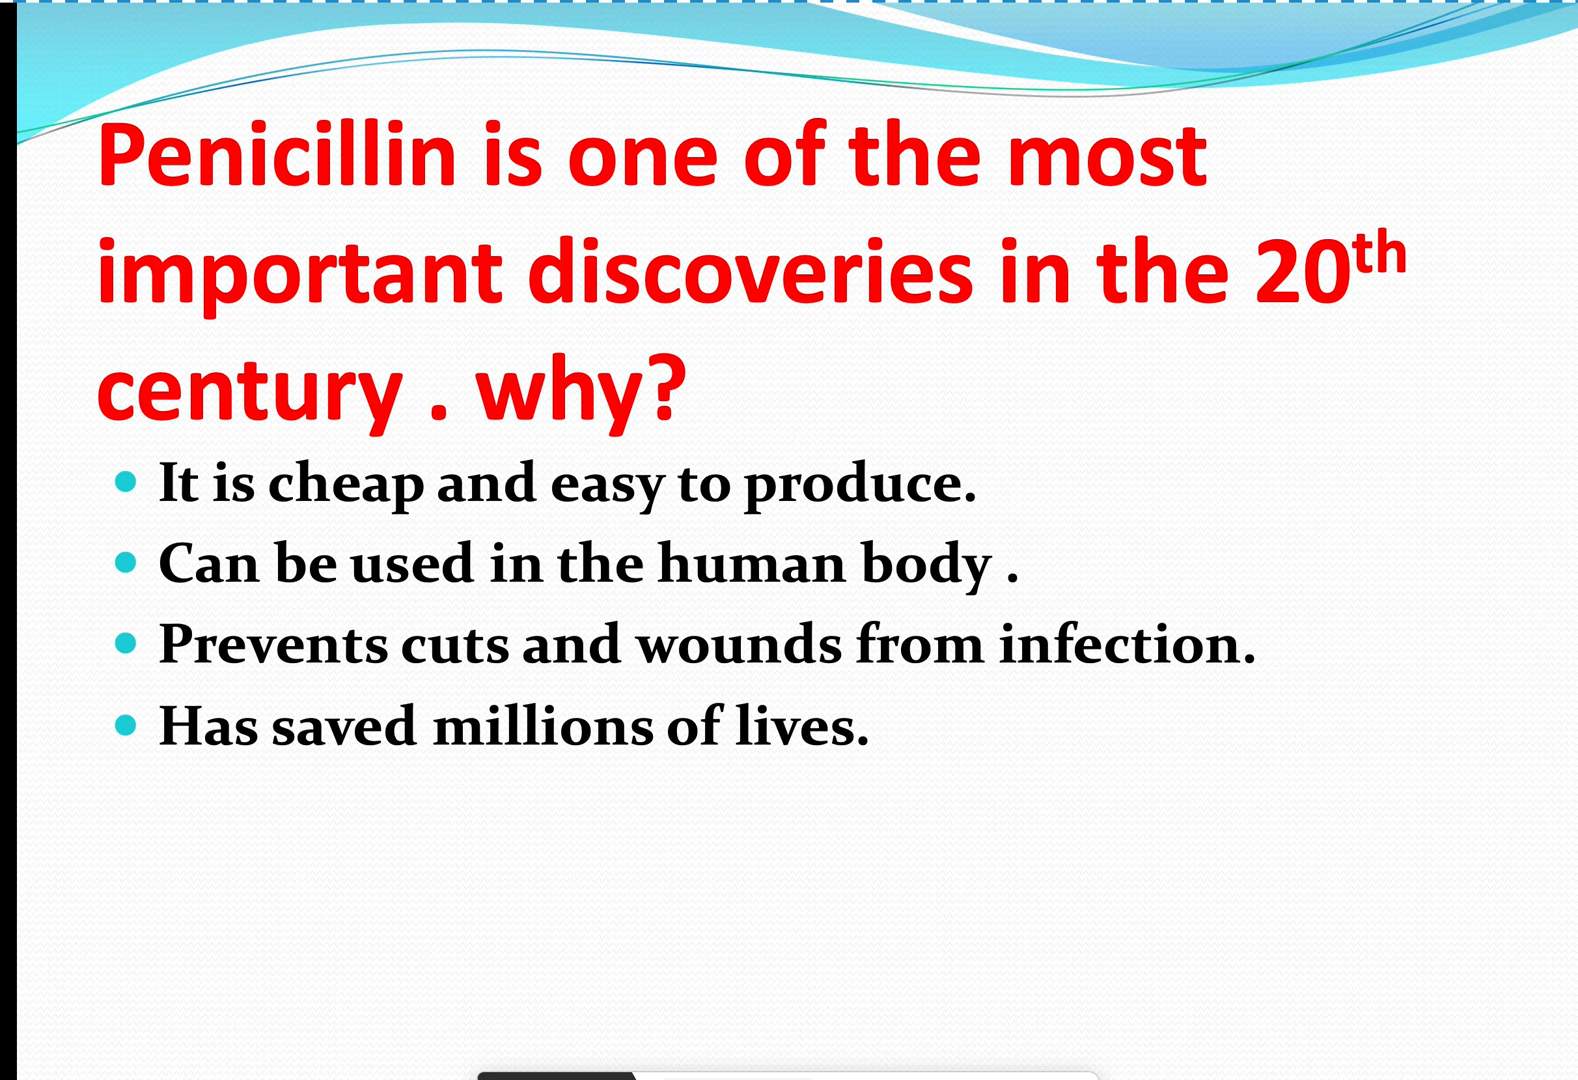 Penicillin is one of the most
important discoveries in the 20th
century . why?
• It is cheap and easy to produce.
• Can be used in the human body .
• Prevents cuts and wounds from infection.
• Has saved millions of lives.